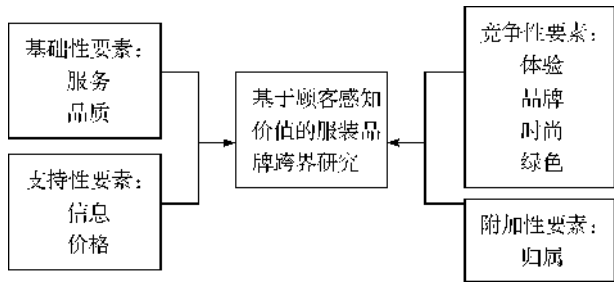 基础性要素：
服务
品质
支持性要素：
信息
价格
基于顾客感知
价值的服装品
牌跨界研究
竞争性要素：
体验
品牌
时尚
绿色
附加性要素：
归属